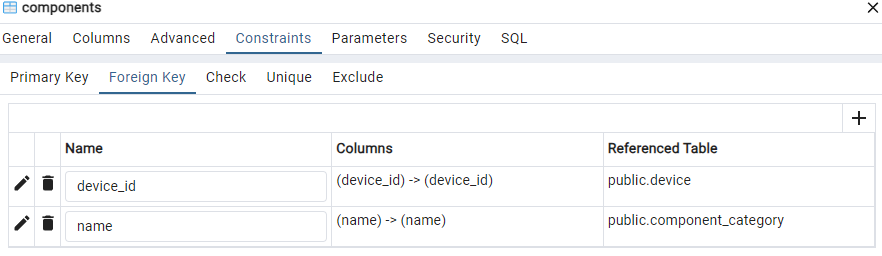 components
General Columns Advanced Constraints Parameters Security SQL
Primary Key Foreign Key Check Unique Exclude
Name Columns Referenced Table
device_id (device_id) -> (device_id) public.device
name (name) -> (name) public.component_category